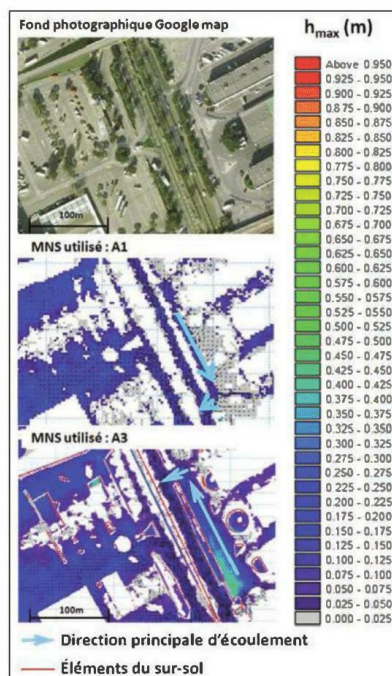 Fond photographique Google map
100m
MNS utilisé : A1
MNS utilisé : A3
100m
Direction principale d'écoulement
Éléments du sur-sol
h_max (m)
Above 0.950
0.925 - 0.950
0.900 - 0.925
0.875 - 0.900
0.850 - 0.875
0.825 - 0.850
0.800 - 0.825
0.775 - 0.800
0.750 - 0.775
0.725 - 0.750
0.700 - 0.725
0.675 - 0.700
0.650 - 0.675
0.625 - 0.650
0.600 - 0.625
0.575 - 0.600
0.550 - 0.575
0.525 - 0.550
0.500 - 0.525
0.475 - 0.500
0.450 - 0.475
0.425 - 0.450
0.400 - 0.425
0.375 - 0.400
0.350 - 0.375
0.325 - 0.350
0.300 - 0.325
0.275 - 0.300
0.250 - 0.275
0.225 - 0.250
0.200 - 0.225
0.175 - 0.200
0.150 - 0.175
0.125 - 0.150
0.100 - 0.125
0.075 - 0.100
0.050 - 0.075
0.025 - 0.050
0.000 - 0.025